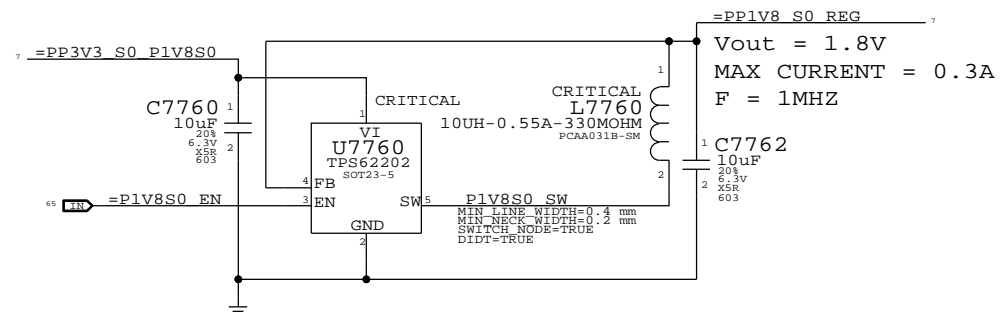 =PP1V8_S0_REG
7
7
=PP3V3_S0_P1V8S0
Vout = 1.8V
MAX CURRENT = 0.3A
F = 1MHZ
C7760
1
10uF
20%
6.3V
X5R
603
2
CRITICAL
1
VI
U7760
TPS62202
SOT23-5
4
FB
3
EN
SW
5
GND
2
1
CRITICAL
L7760
10UH-0.55A-330MOHM
PCAA031B-SM
2
1
C7762
10uF
20%
6.3V
X5R
603
2
65
IN
=P1V8S0_EN
P1V8S0_SW
MIN_LINE_WIDTH=0.4 mm
MIN_NECK_WIDTH=0.2 mm
SWITCH_NODE=TRUE
DIDT=TRUE